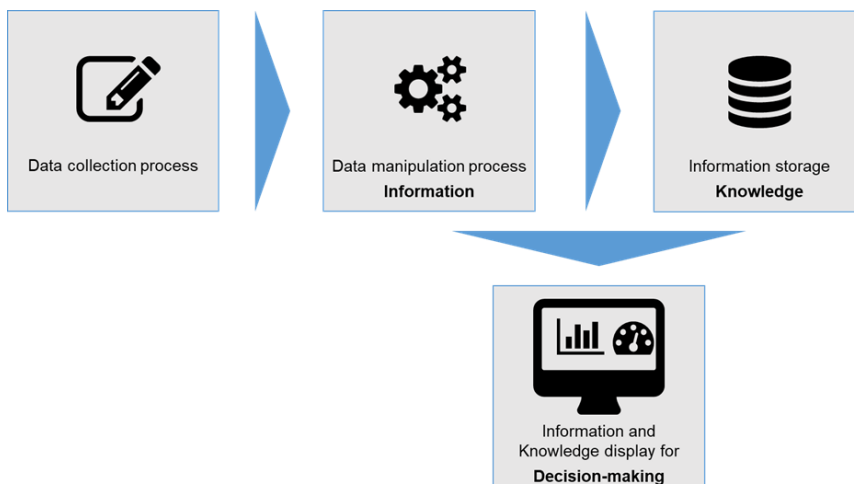 Data collection process
Data manipulation process
Information
Information storage
Knowledge
Information and
Knowledge display for
Decision-making